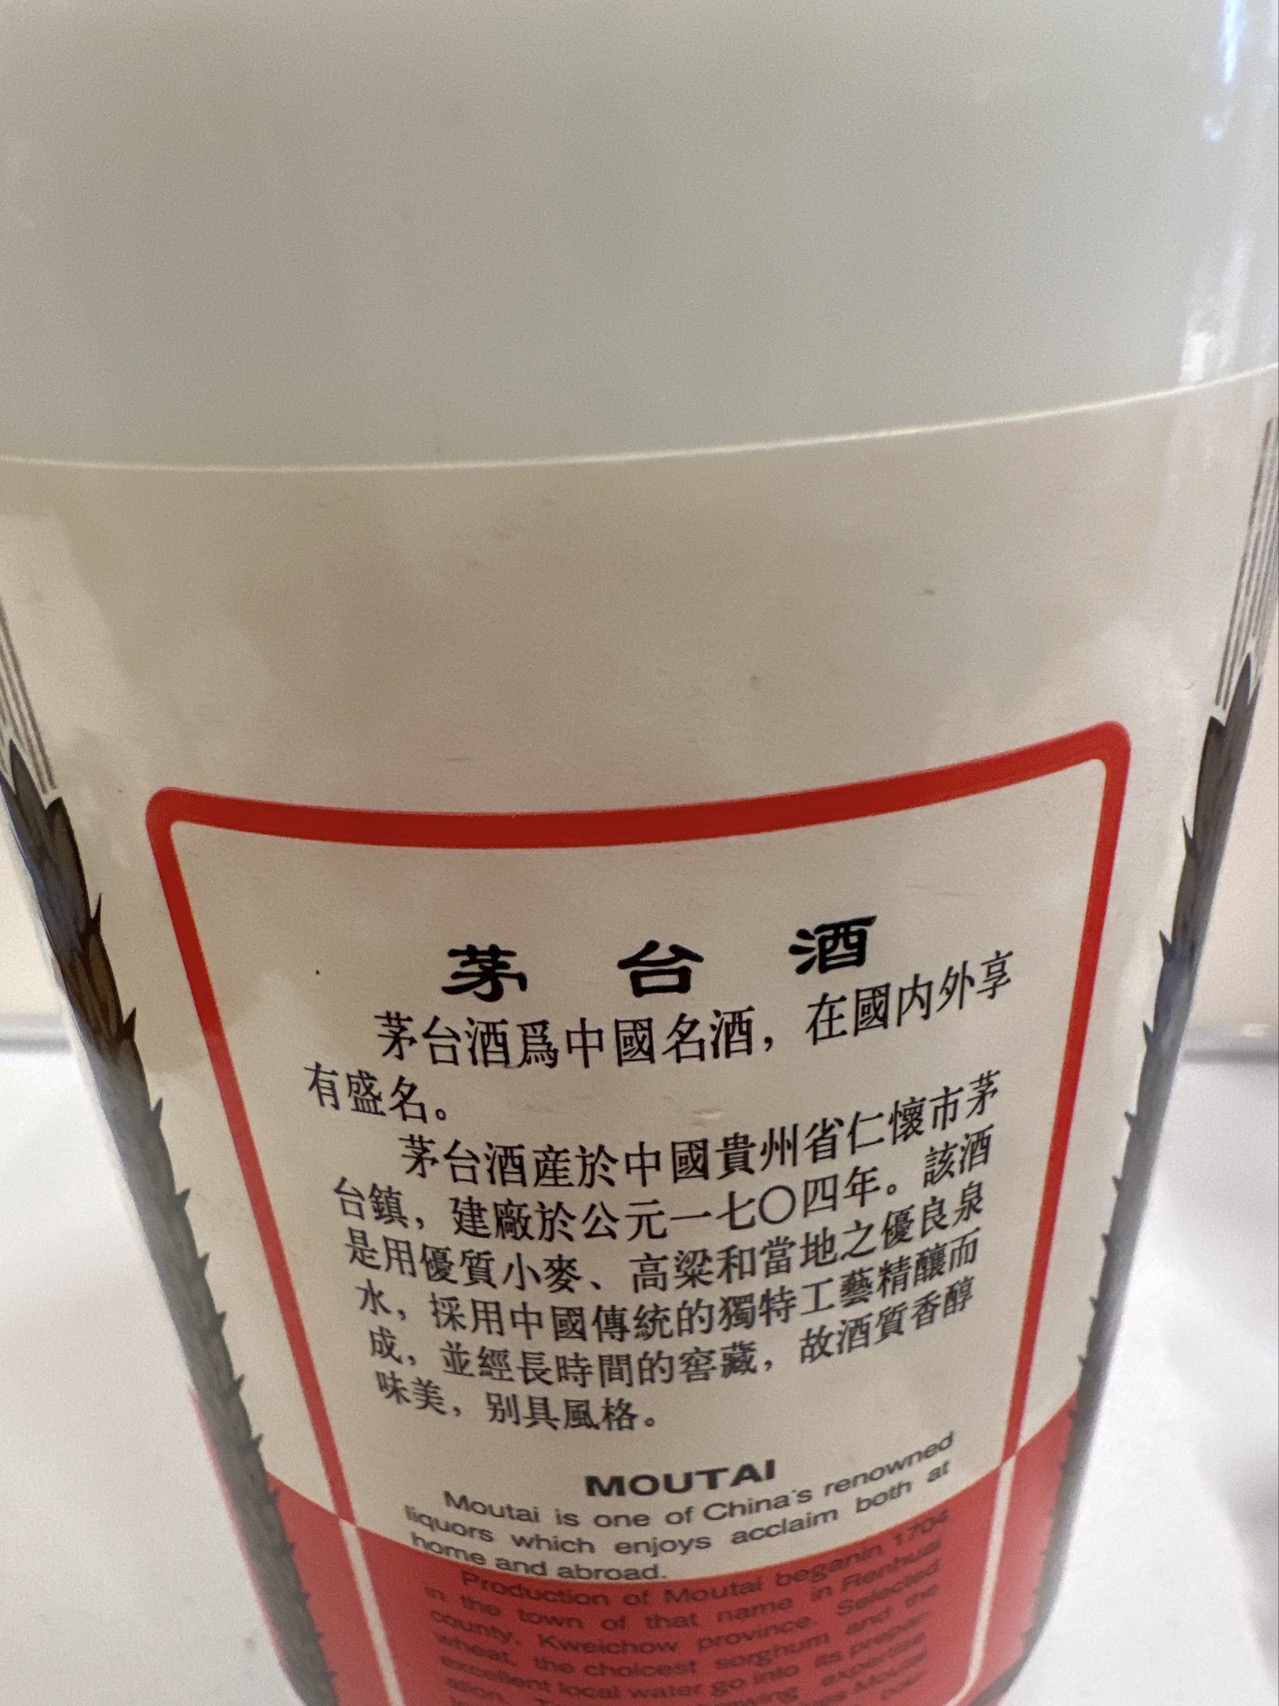 茅台酒
茅台酒爲中國名酒，在國内外享
有盛名。
茅台酒産於中國貴州省仁懷市茅
台鎮，建廠於公元一七〇四年。該酒
是用優質小麥、高粱和當地之優良泉
水，採用中國傳統的獨特工藝精釀而
成，並經長時間的窖藏，故酒質香醇
味美，别具風格。
MOUTAI
Moutai is one of China's renowned
liquors which enjoys acclaim both at
home and abroad.
Production of Moutai beganin 1704
in the town of that name in Renhuai
county, Kweichow province. Selected
wheat, the choicest sorghum and the
excellent local water go into its prepar-
ation.